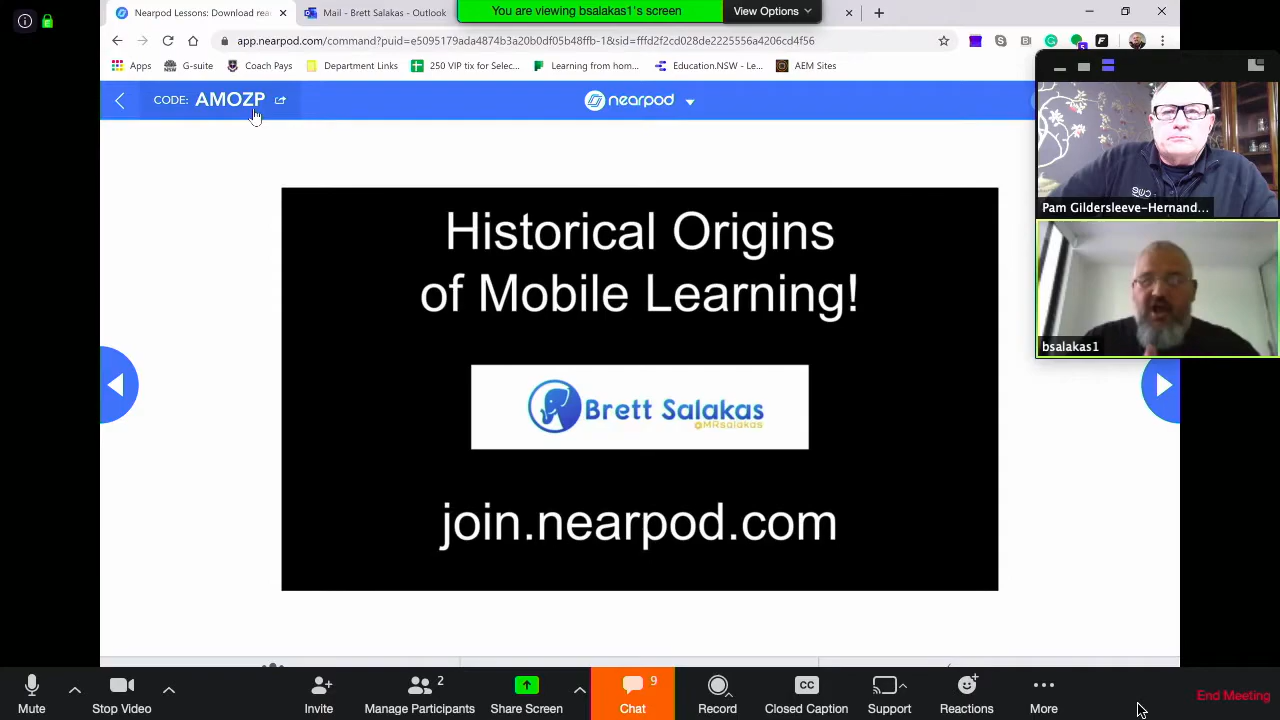 Nearpod Lessons: Download rea
Mail - Brett Salakas - Outlook
You are viewing bsalakas1's screen
View Options
app.nearpod.com/command?uid=e5095179ada4874b3a20b0df05b48ffb-1&sid=fffd2f2cd028de2225556a4206cd4f56
Apps
G-suite
Coach Pays
Department Links
250 VIP tix for Selec...
Learning from hom...
Education.NSW - Le...
AEM Sites
CODE: AMOZP
nearpod
Pam Gildersleeve-Hernand...
bsalakas1
Historical Origins
of Mobile Learning!
Brett Salakas
@MRsalakas
join.nearpod.com
Mute
Stop Video
Invite
2
Manage Participants
Share Screen
9
Chat
Record
CC
Closed Caption
Support
Reactions
More
End Meeting